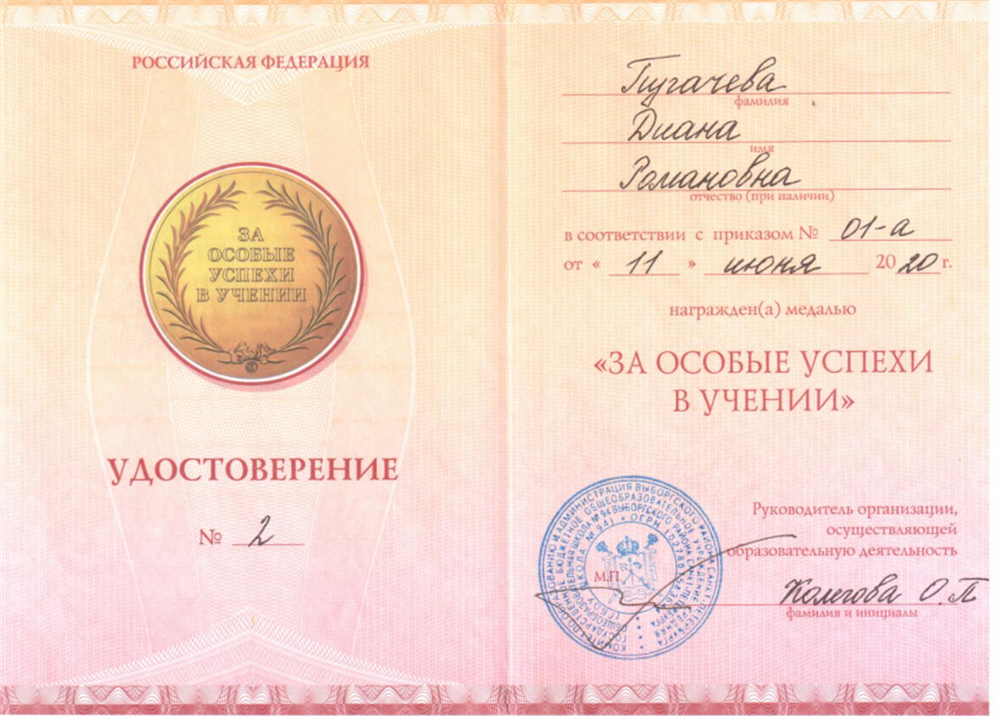 РОССИЙСКАЯ ФЕДЕРАЦИЯ
ЗА
ОСОБЫЕ
УСПЕХИ
В УЧЕНИИ
УДОСТОВЕРЕНИЕ
№ 2
Пугачева
фамилия
Диана
имя
Романовна
отчество (при наличии)
в соответствии с приказом № 01-а
от « 11 » июня 2020 г.
награжден(а) медалью
«ЗА ОСОБЫЕ УСПЕХИ
В УЧЕНИИ»
Руководитель организации,
осуществляющей
образовательную деятельность
М.П.
О.П
фамилия и инициалы